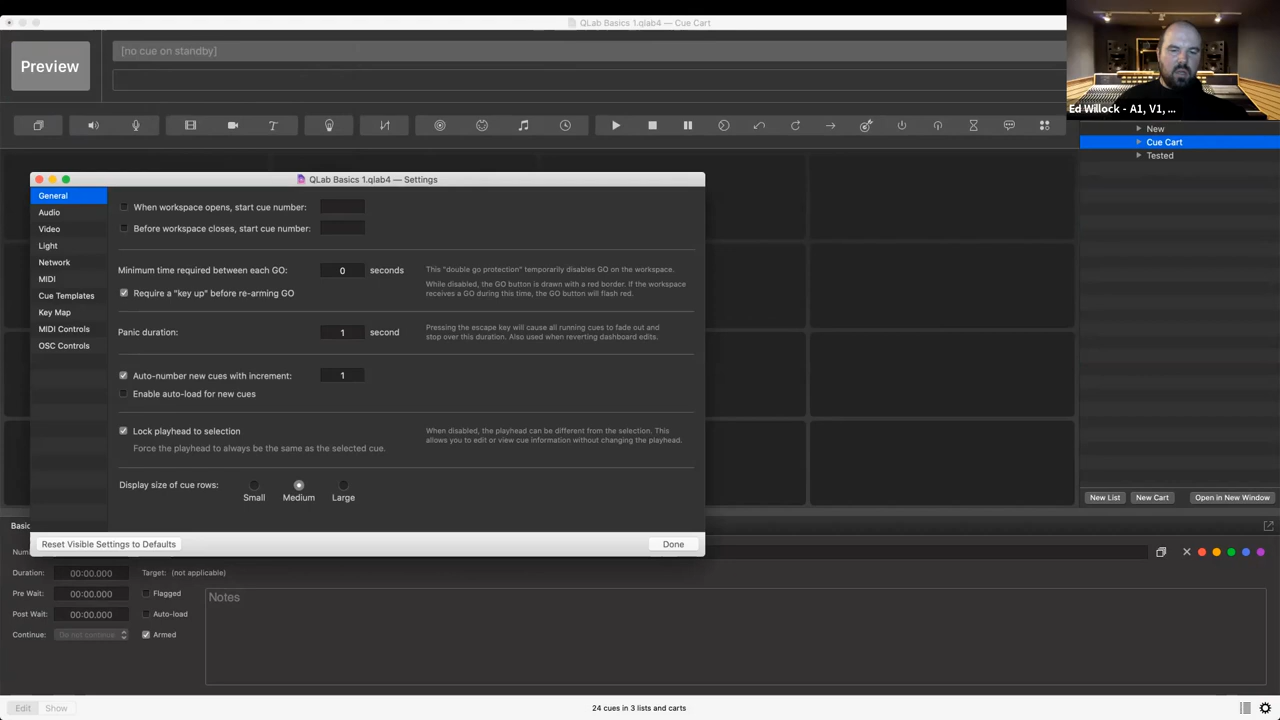 QLab Basics 1.qlab4 — Cue Cart
Preview
[no cue on standby]
Ed Willock - A1, V1, ...
New
Cue Cart
Tested
QLab Basics 1.qlab4 — Settings
General
Audio
Video
Light
Network
MIDI
Cue Templates
Key Map
MIDI Controls
OSC Controls
When workspace opens, start cue number:
Before workspace closes, start cue number:
Minimum time required between each GO: 0 seconds
This "double go protection" temporarily disables GO on the workspace.
While disabled, the GO button is drawn with a red border. If the workspace
receives a GO during this time, the GO button will flash red.
Require a "key up" before re-arming GO
Panic duration: 1 second
Pressing the escape key will cause all running cues to fade out and
stop over this duration. Also used when reverting dashboard edits.
Auto-number new cues with increment: 1
Enable auto-load for new cues
Lock playhead to selection
Force the playhead to always be the same as the selected cue.
When disabled, the playhead can be different from the selection. This
allows you to edit or view cue information without changing the playhead.
Display size of cue rows:
Small Medium Large
Reset Visible Settings to Defaults
Done
New List New Cart Open in New Window
Basic
Num
Duration: 00:00.000 Target: (not applicable)
Pre Wait: 00:00.000 Flagged
Post Wait: 00:00.000 Auto-load
Continue: Do not continue Armed
Notes
Edit Show
24 cues in 3 lists and carts